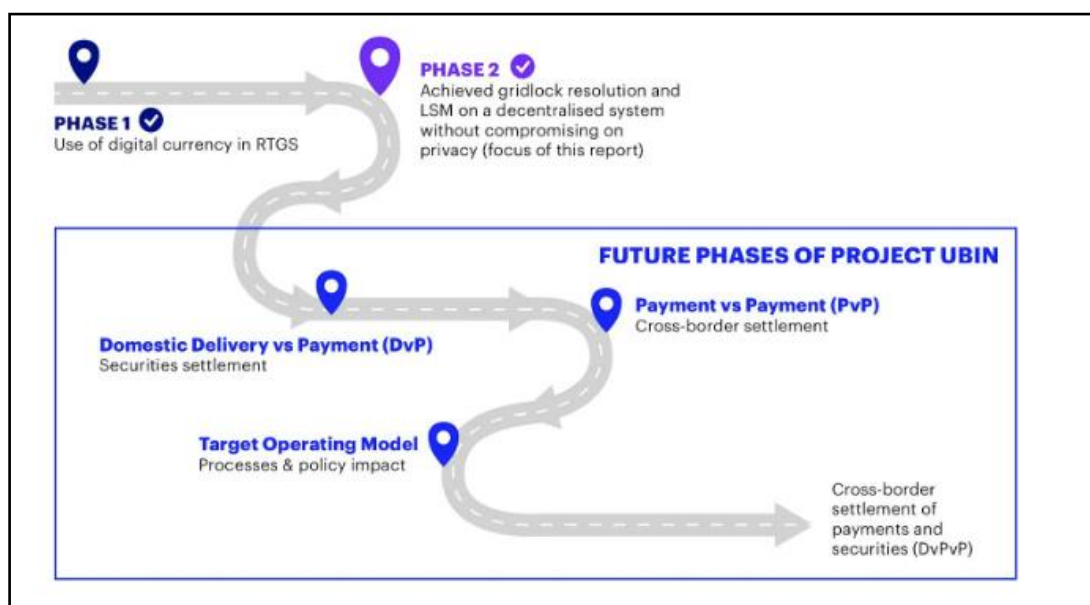 PHASE 1
Use of digital currency in RTGS
PHASE 2
Achieved gridlock resolution and
LSM on a decentralised system
without compromising on
privacy (focus of this report)
FUTURE PHASES OF PROJECT UBIN
Domestic Delivery vs Payment (DvP)
Securities settlement
Payment vs Payment (PvP)
Cross-border settlement
Target Operating Model
Processes & policy impact
Cross-border
settlement of
payments and
securities (DvPvP)